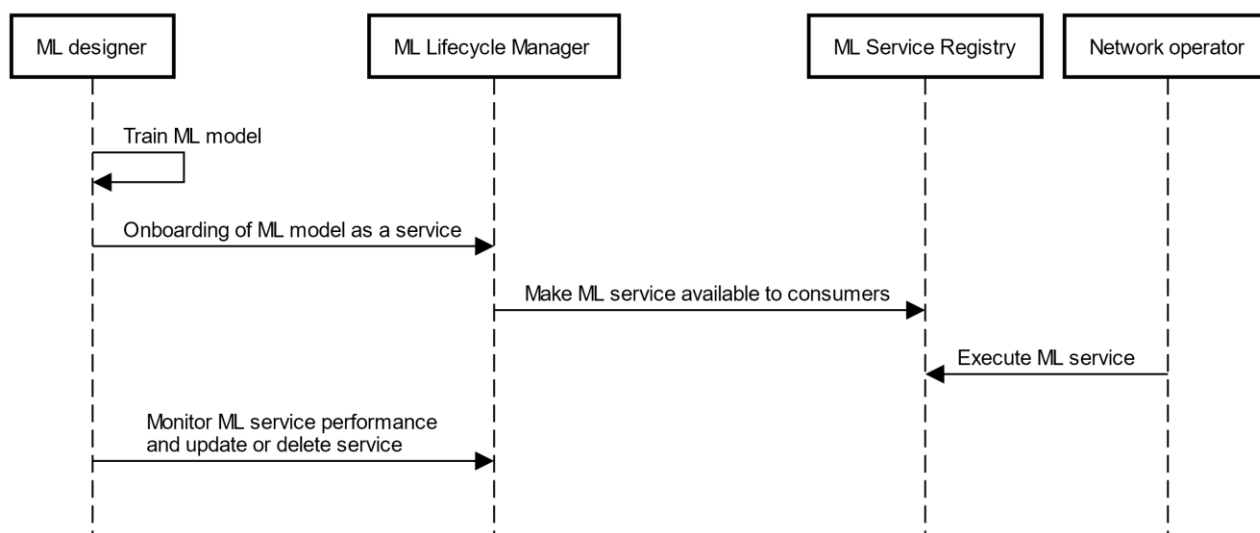 ML designer
ML Lifecycle Manager
ML Service Registry
Network operator
Train ML model
Onboarding of ML model as a service
Make ML service available to consumers
Execute ML service
Monitor ML service performance
and update or delete service